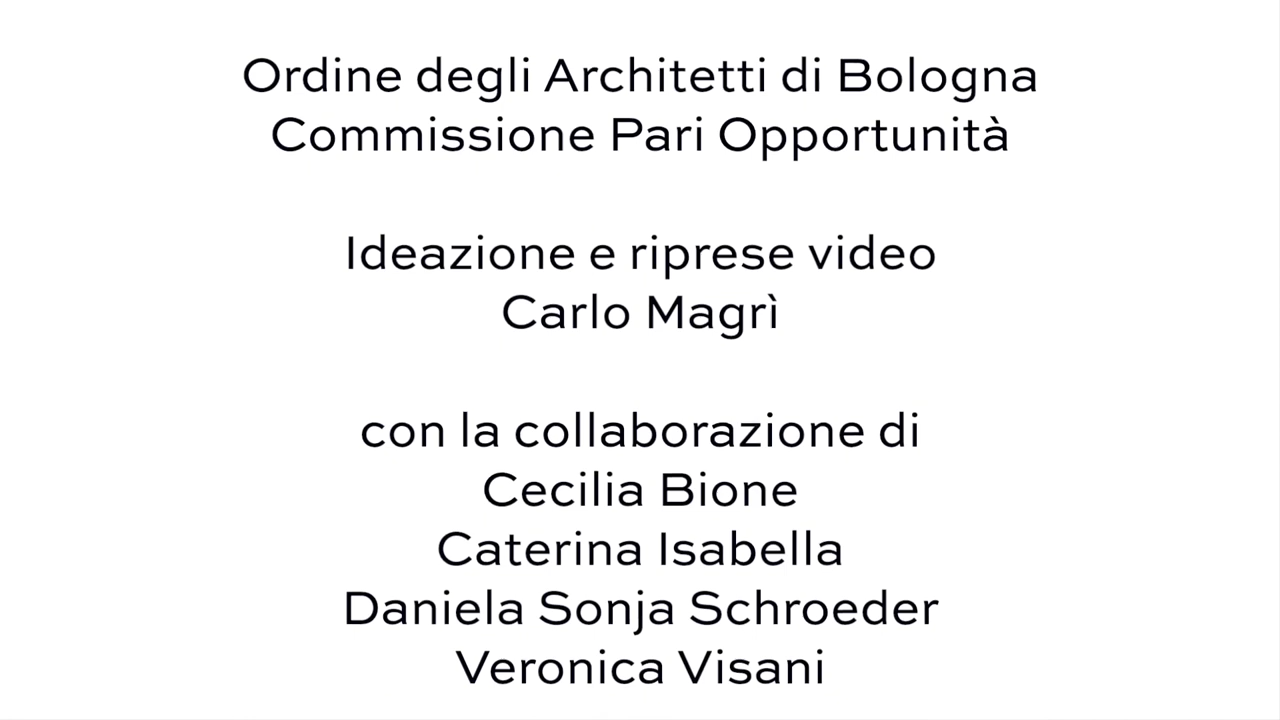 Ordine degli Architetti di Bologna
Commissione Pari Opportunità
Ideazione e riprese video
Carlo Magrì
con la collaborazione di
Cecilia Bione
Caterina Isabella
Daniela Sonja Schroeder
Veronica Visani